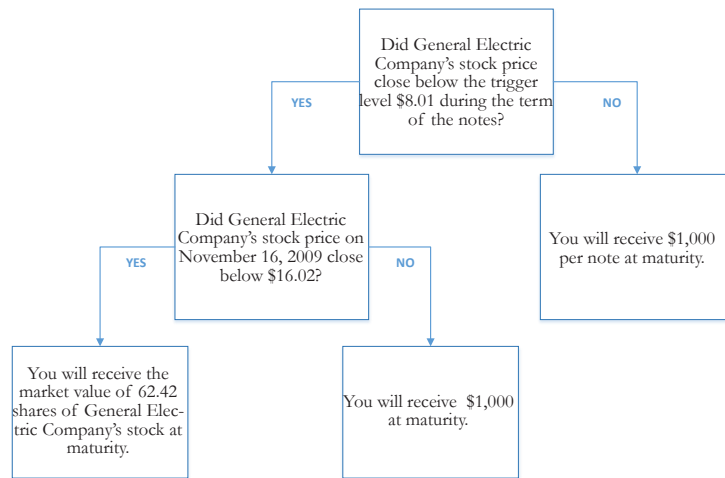 Did General Electric
Company's stock price
close below the trigger
level $8.01 during the term
of the notes?
YES
NO
Did General Electric
Company's stock price on
November 16, 2009 close
below $16.02?
You will receive $1,000
per note at maturity.
YES
NO
You will receive the
market value of 62.42
shares of General Elec-
tric Company's stock at
maturity.
You will receive $1,000
at maturity.